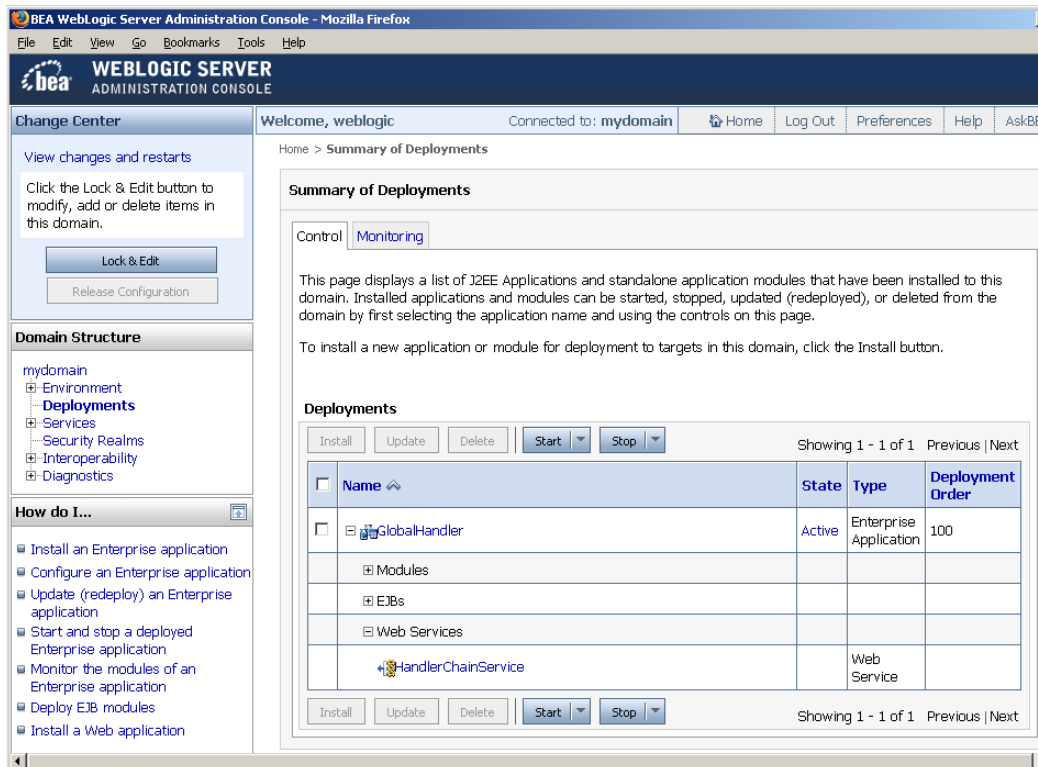 BEA WebLogic Server Administration Console - Mozilla Firefox
File Edit View Go Bookmarks Tools Help
bea
WEBLOGIC SERVER
ADMINISTRATION CONSOLE
Change Center
View changes and restarts
Click the Lock & Edit button to
modify, add or delete items in
this domain.
Lock & Edit
Release Configuration
Domain Structure
mydomain
Environment
Deployments
Services
Security Realms
Interoperability
Diagnostics
How do I...
Install an Enterprise application
Configure an Enterprise application
Update (redeploy) an Enterprise
application
Start and stop a deployed
Enterprise application
Monitor the modules of an
Enterprise application
Deploy EJB modules
Install a Web application
Welcome, weblogic Connected to: mydomain Home Log Out Preferences Help AskBE
Home > Summary of Deployments
Summary of Deployments
Control Monitoring
This page displays a list of J2EE Applications and standalone application modules that have been installed to this
domain. Installed applications and modules can be started, stopped, updated (redeployed), or deleted from the
domain by first selecting the application name and using the controls on this page.
To install a new application or module for deployment to targets in this domain, click the Install button.
Deployments
Install Update Delete Start Stop Showing 1 - 1 of 1 Previous | Next
Name State Type Deployment Order
GlobalHandler Active Enterprise Application 100
Modules
EJBs
Web Services
HandlerChainService Web Service
Install Update Delete Start Stop Showing 1 - 1 of 1 Previous | Next